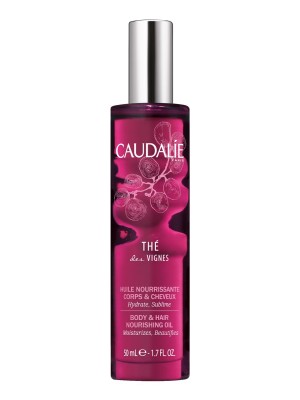 CAUDALÍE
PARIS
THÉ
des VIGNES
HUILE NOURRISSANTE
CORPS & CHEVEUX
Hydrate, Sublime
BODY & HAIR
NOURISHING OIL
Moisturizes, Beautifies
50 mL e - 1.7 FL. OZ.